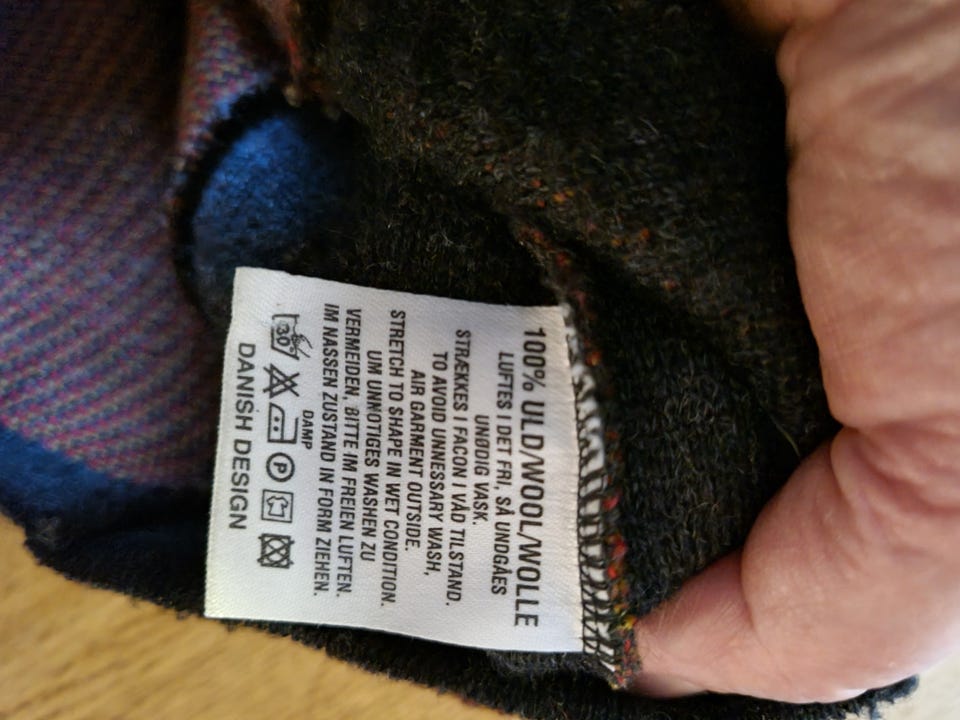 100% ULD/WOOL/WOLLE
LUFTES I DET FRI, SÅ UNDGÅES
UNØDIG VASK.
STRÆKKES I FACON I VÅD TILSTAND.
TO AVOID UNNESSARY WASH,
AIR GARMENT OUTSIDE.
STRETCH TO SHAPE IN WET CONDITION.
UM UNNOTIGES WASHEN ZU
VERMEIDEN, BITTE IM FREIEN LUFTEN.
IM NASSEN ZUSTAND IN FORM ZIEHEN.
DAMP
30° P
DANISH DESIGN